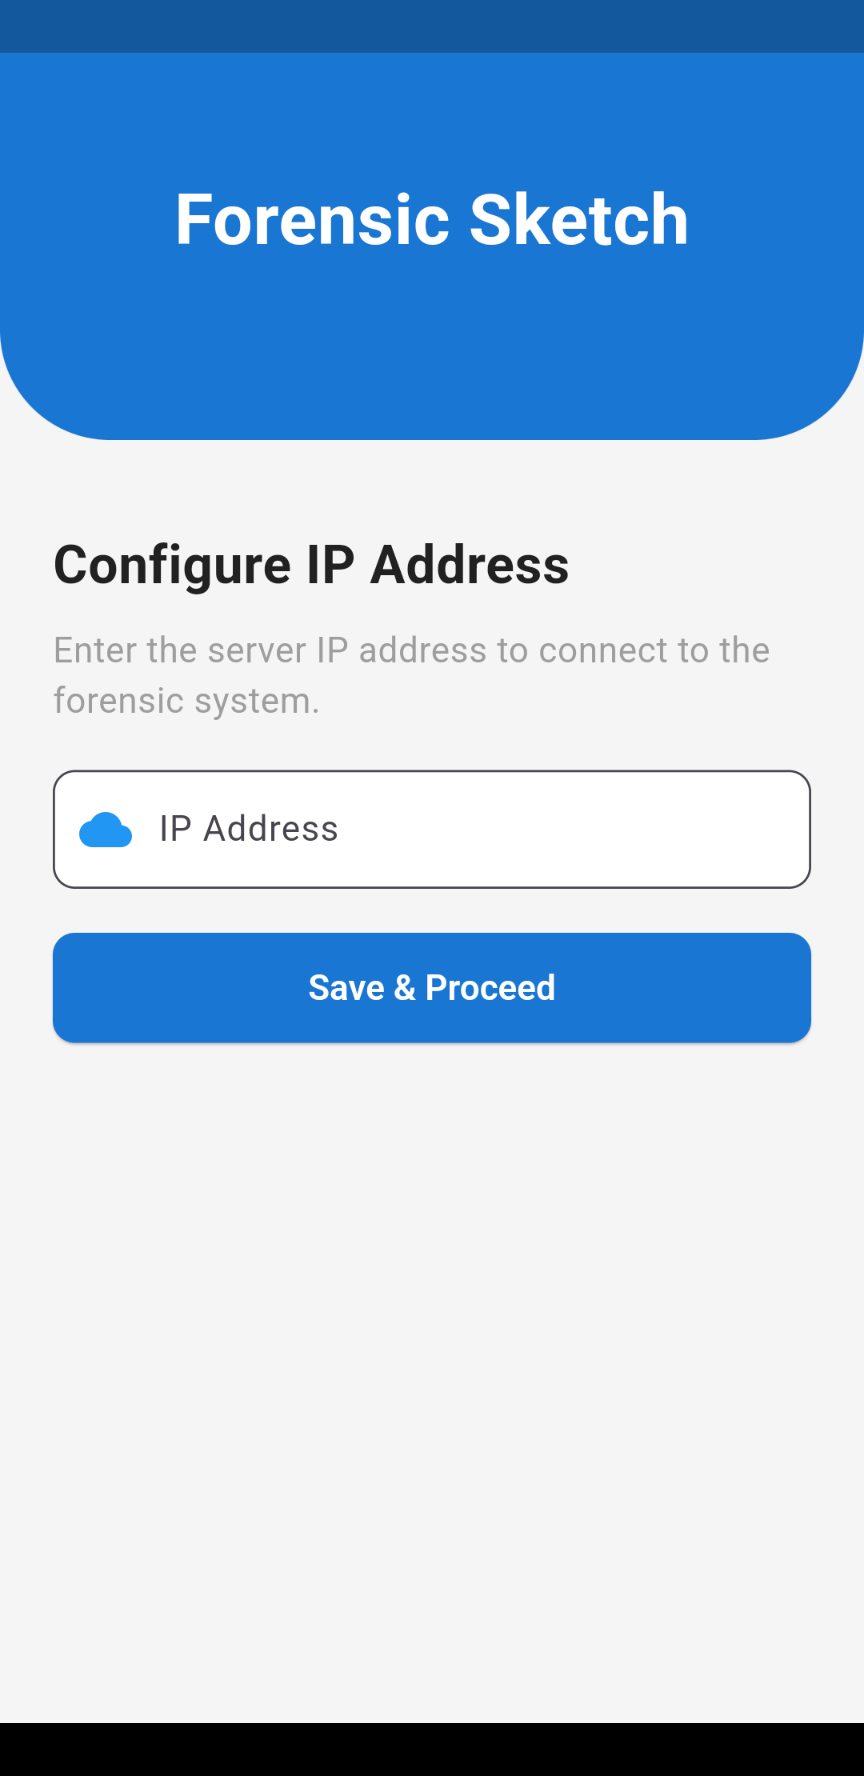 Forensic Sketch
Configure IP Address
Enter the server IP address to connect to the
forensic system.
IP Address
Save & Proceed